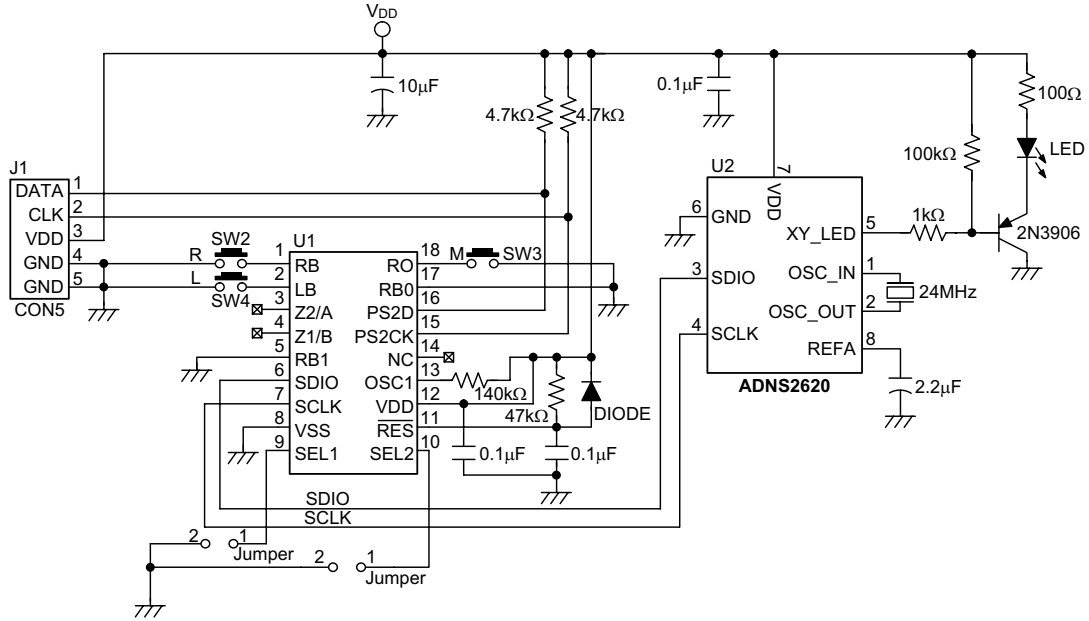 VDD
10µF
0.1µF
100Ω
4.7kΩ
4.7kΩ
LED
100kΩ
J1
DATA 1
CLK 2
VDD 3
GND 4
GND 5
CON5
U2
7
VDD
6 GND
XY_LED 5
1kΩ
2N3906
3 SDIO
OSC_IN 1
24MHz
OSC_OUT 2
4 SCLK
REFA 8
ADNS2620
2.2µF
R SW2
L SW4
U1
M SW3
1 RB
2 LB
3 Z2/A
4 Z1/B
5 RB1
6 SDIO
7 SCLK
8 VSS
9 SEL1
RO 18
RB0 17
PS2D 16
PS2CK 15
NC 14
OSC1 13
VDD 12
RES 11
SEL2 10
140kΩ
47kΩ
DIODE
0.1µF
0.1µF
SDIO
SCLK
2 1
Jumper
2 1
Jumper